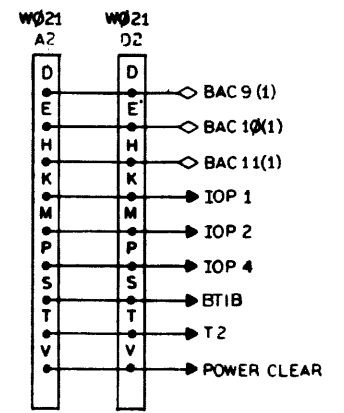 WØ21 WØ21
A2 D2
D D
BAC 9 (1)
E E
BAC 1Ø(1)
H H
BAC 11(1)
K K
IOP 1
M M
IOP 2
P P
IOP 4
S S
BT1B
T T
T2
V V
POWER CLEAR